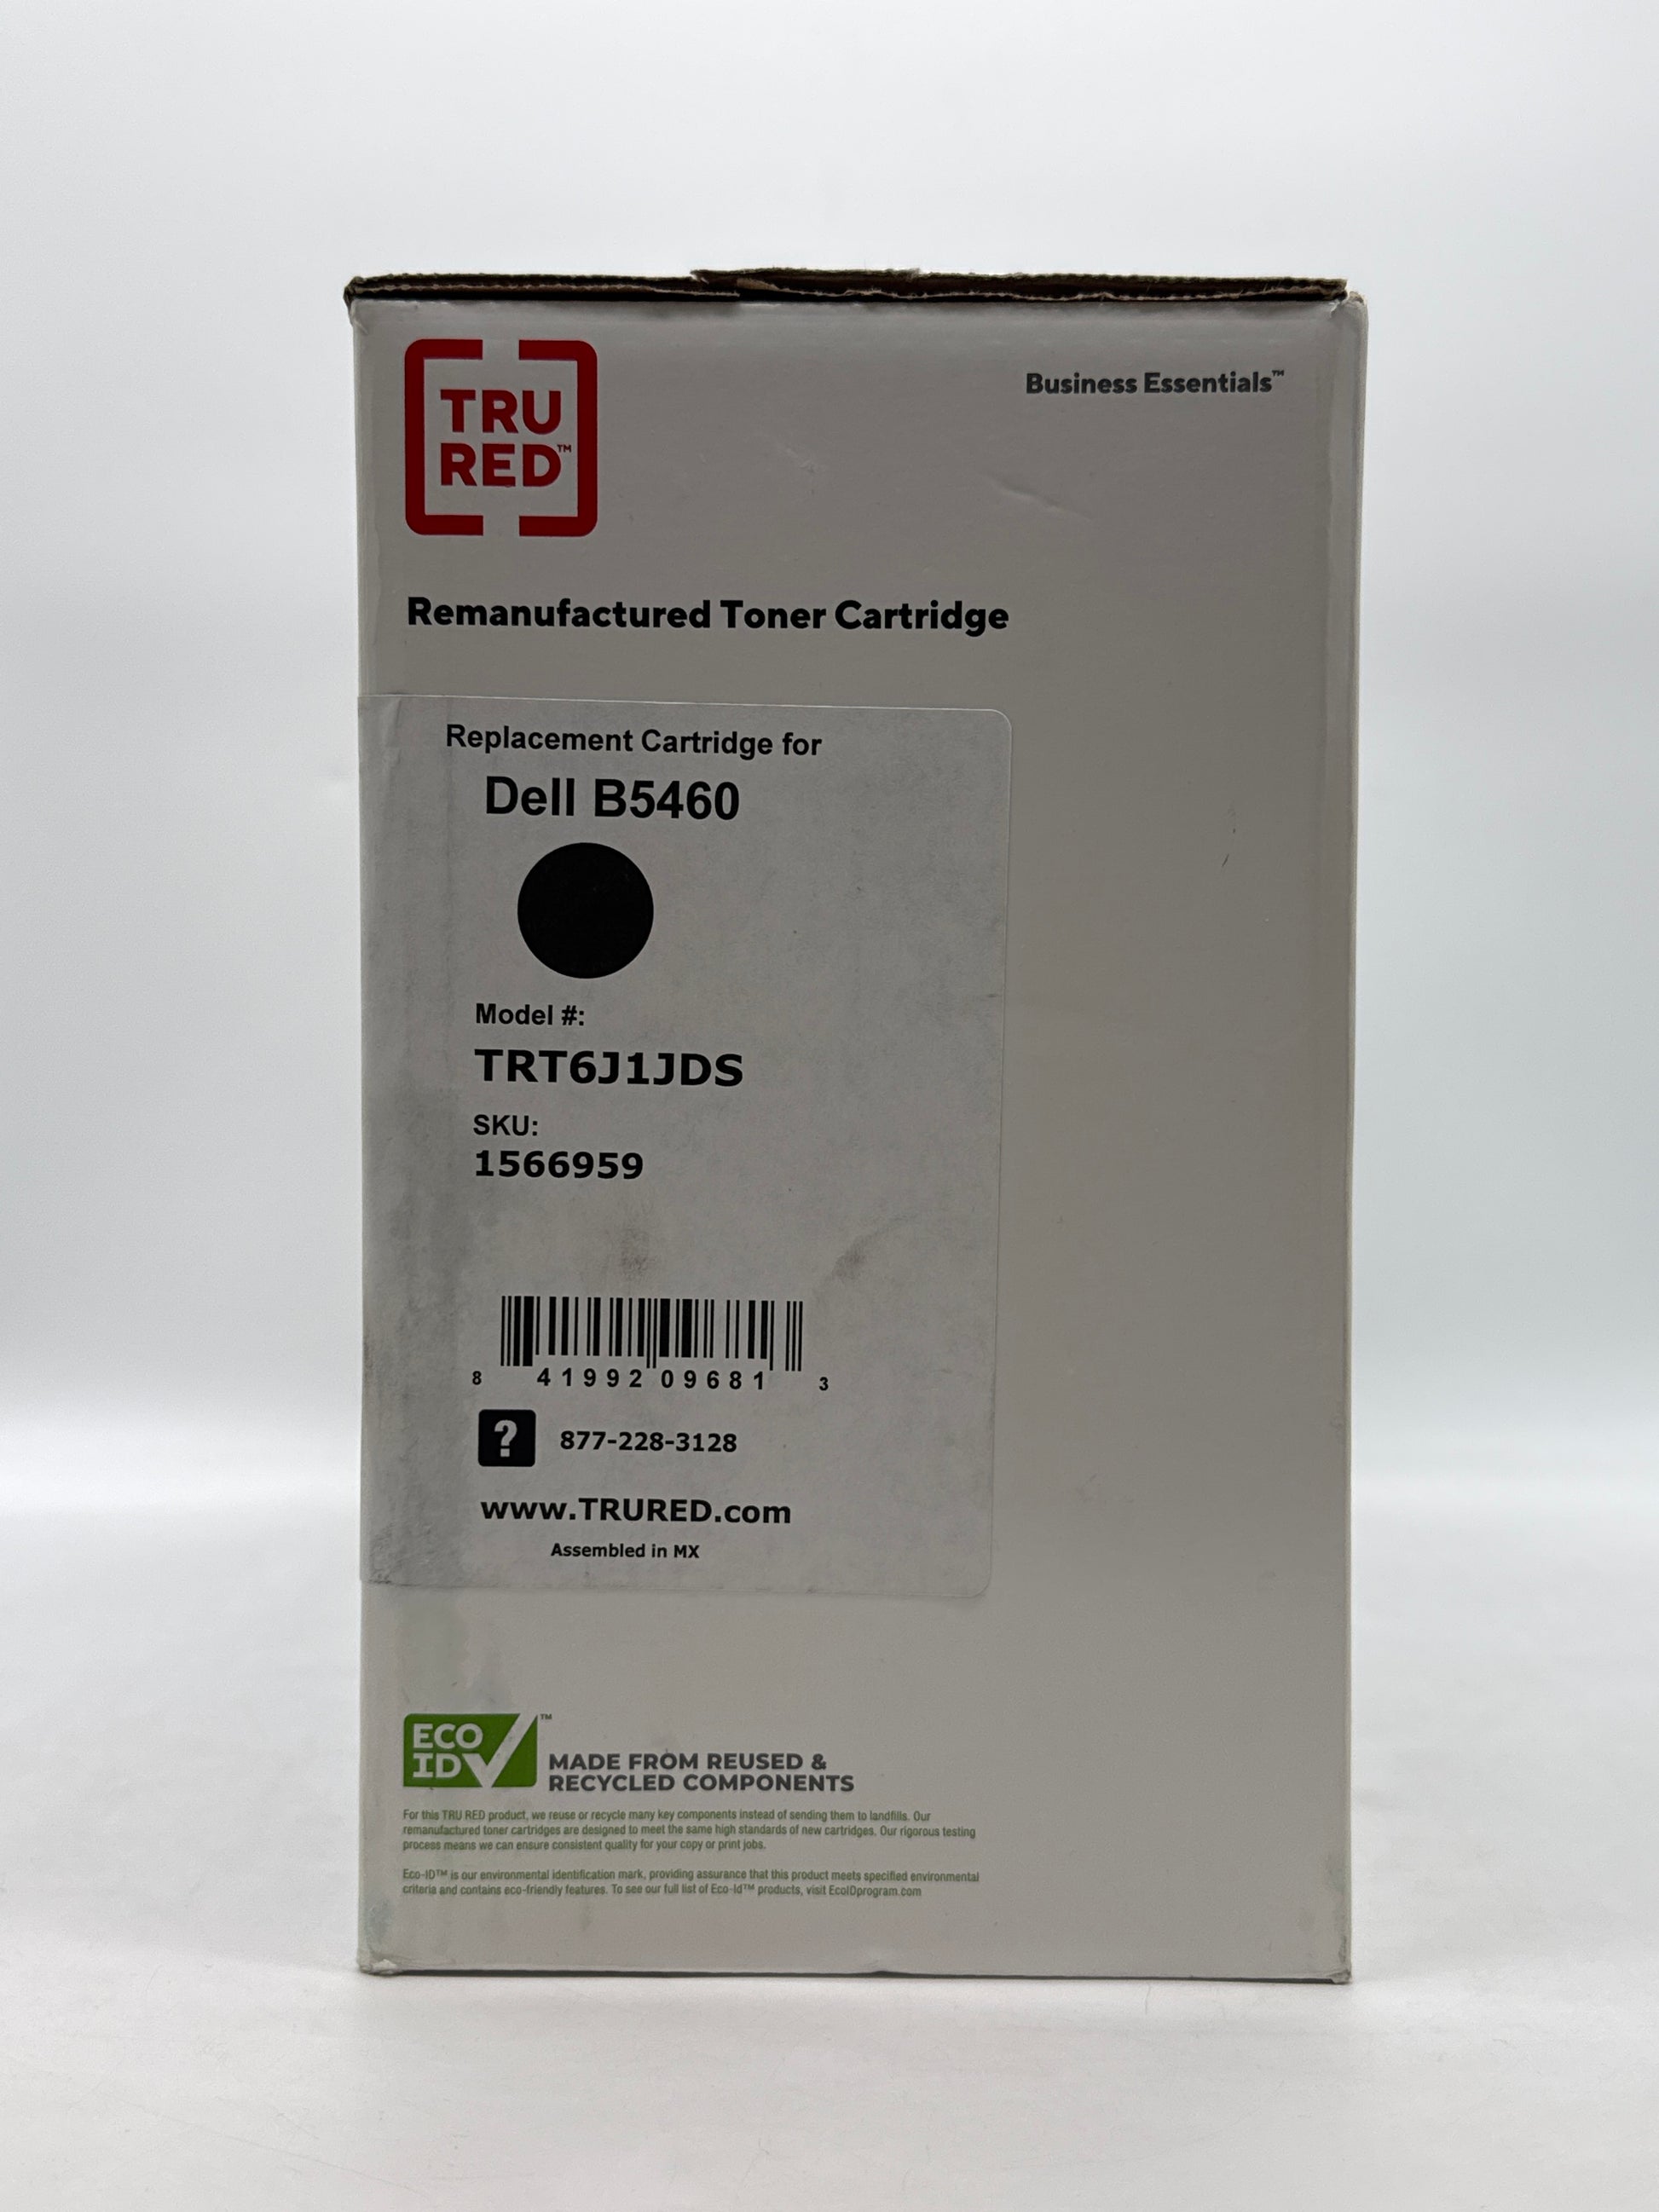 TRU
RED™
Business Essentials™
Remanufactured Toner Cartridge
Replacement Cartridge for
Dell B5460
Model #:
TRT6J1JDS
SKU:
1566959
8 41992 09681 3
? 877-228-3128
www.TRURED.com
Assembled in MX
ECO
ID™
MADE FROM REUSED &
RECYCLED COMPONENTS
For this TRU RED product, we reuse or recycle many key components instead of sending them to landfills. Our
remanufactured toner cartridges are designed to meet the same high standards of new cartridges. Our rigorous testing
process means we can ensure consistent quality for your copy or print jobs.
Eco-ID™ is our environmental identification mark, providing assurance that this product meets specified environmental
criteria and contains eco-friendly features. To see our full list of Eco-Id™ products, visit EcoIDprogram.com